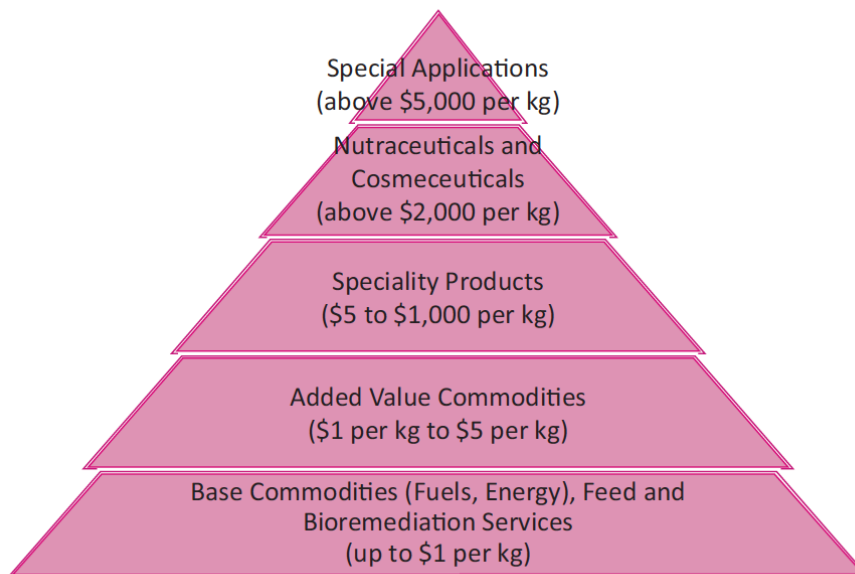 Special Applications
(above $5,000 per kg)
Nutraceuticals and
Cosmeceuticals
(above $2,000 per kg)
Speciality Products
($5 to $1,000 per kg)
Added Value Commodities
($1 per kg to $5 per kg)
Base Commodities (Fuels, Energy), Feed and
Bioremediation Services
(up to $1 per kg)